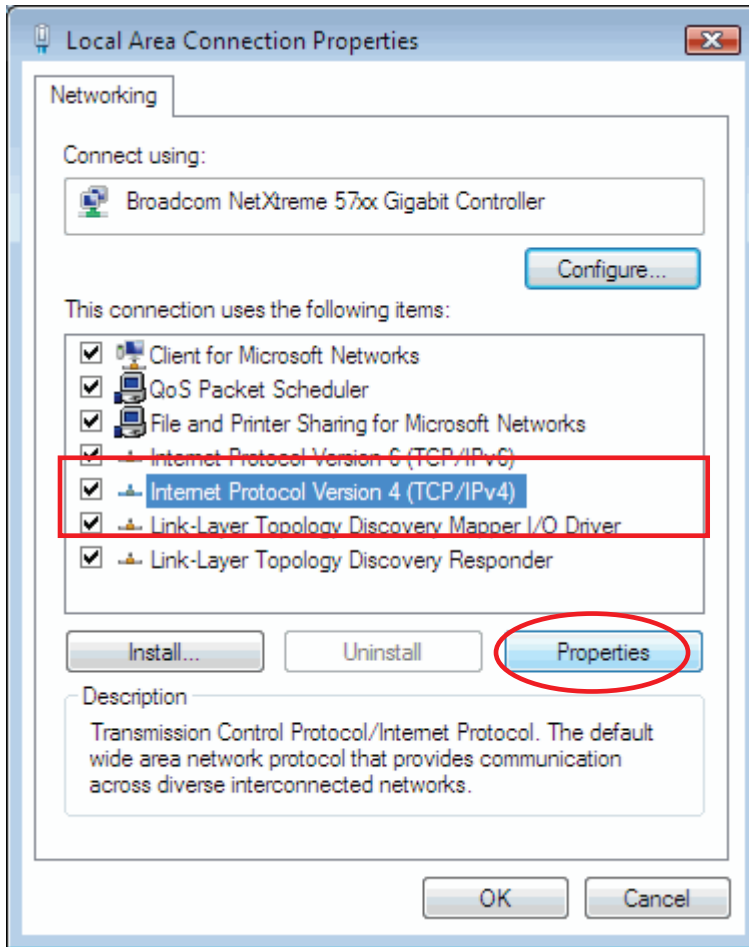 Local Area Connection Properties
Networking
Connect using:
Broadcom NetXtreme 57xx Gigabit Controller
Configure...
This connection uses the following items:
Client for Microsoft Networks
QoS Packet Scheduler
File and Printer Sharing for Microsoft Networks
Internet Protocol Version 6 (TCP/IPv6)
Internet Protocol Version 4 (TCP/IPv4)
Link-Layer Topology Discovery Mapper I/O Driver
Link-Layer Topology Discovery Responder
Install...
Uninstall
Properties
Description
Transmission Control Protocol/Internet Protocol. The default
wide area network protocol that provides communication
across diverse interconnected networks.
OK
Cancel